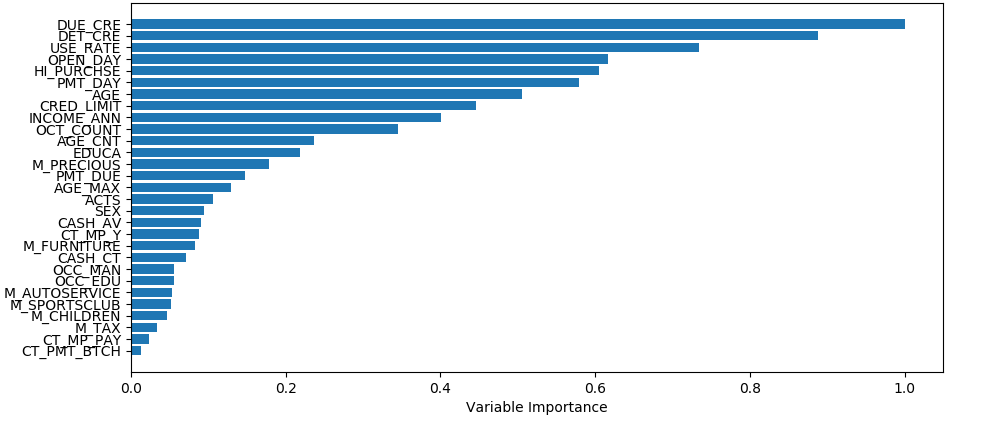 DUE_CRE
DET_CRE
USE_RATE
OPEN_DAY
HI_PURCHSE
PMT_DAY
AGE
CRED_LIMIT
INCOME_ANN
OCT_COUNT
AGE_CNT
EDUCA
M_PRECIOUS
PMT_DUE
AGE_MAX
ACTS
SEX
CASH_AV
CT_MP_Y
M_FURNITURE
CASH_CT
OCC_MAN
OCC_EDU
M_AUTOSERVICE
M_SPORTSCLUB
M_CHILDREN
M_TAX
CT_MP_PAY
CT_PMT_BTCH
0.0 0.2 0.4 0.6 0.8 1.0
Variable Importance